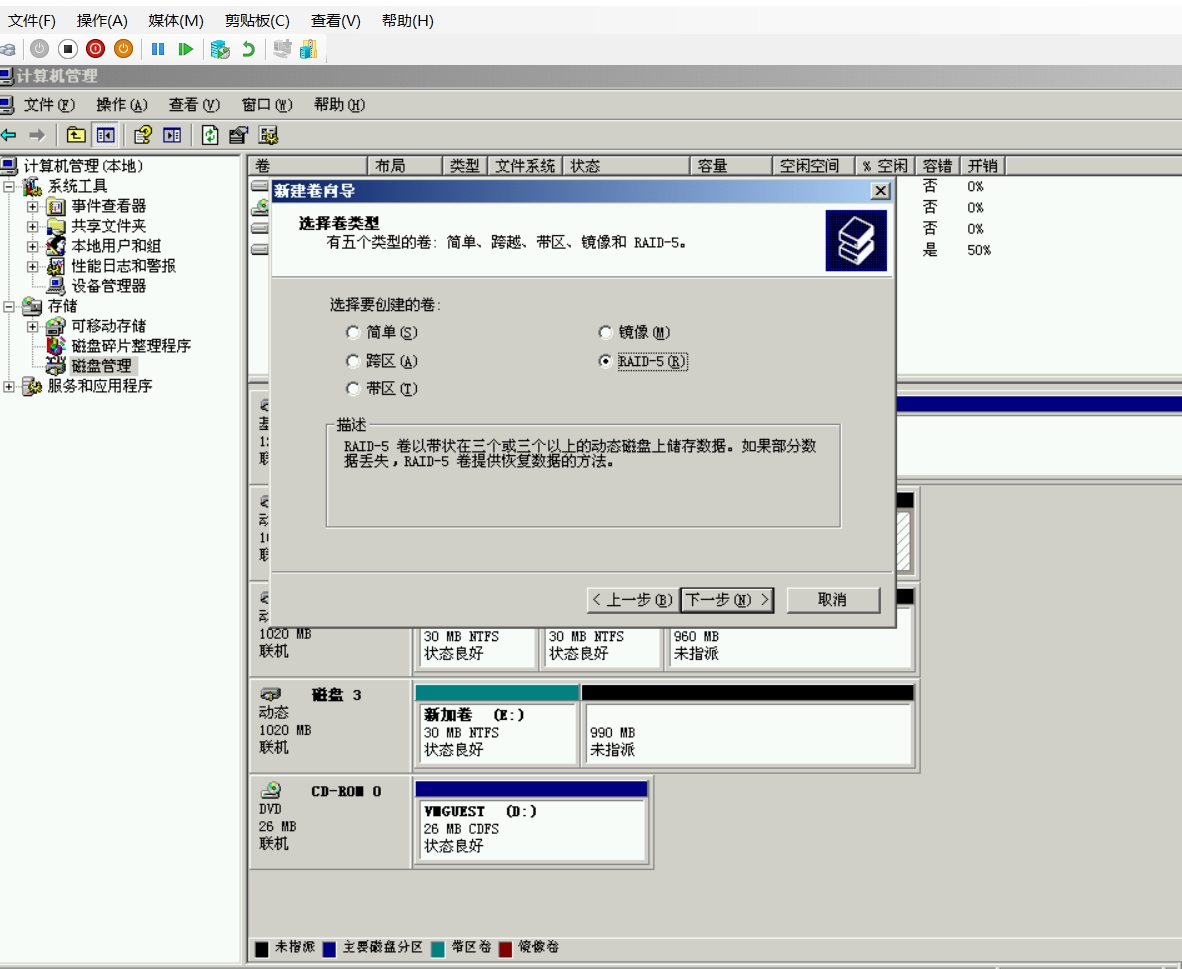 文件(F) 操作(A) 媒体(M) 剪贴板(C) 查看(V) 帮助(H)
计算机管理
文件(F) 操作(A) 查看(V) 窗口(W) 帮助(H)
计算机管理(本地)
系统工具
事件查看器
共享文件夹
本地用户和组
性能日志和警报
设备管理器
存储
可移动存储
磁盘碎片整理程序
磁盘管理
服务和应用程序
卷 布局 类型 文件系统 状态 容量 空闲空间 % 空闲 容错 开销
否 0%
否 0%
否 0%
是 50%
新建卷向导
选择卷类型
有五个类型的卷: 简单、跨越、带区、镜像和 RAID-5。
选择要创建的卷:
简单(S) 镜像(M)
跨区(A) RAID-5(R)
带区(T)
描述
RAID-5 卷以带状在三个或三个以上的动态磁盘上储存数据。如果部分数
据丢失，RAID-5 卷提供恢复数据的方法。
< 上一步(B) 下一步(N) > 取消
1020 MB
联机
30 MB NTFS
状态良好
30 MB NTFS
状态良好
960 MB
未指派
磁盘 3
动态
1020 MB
联机
新加卷 (E:)
30 MB NTFS
状态良好
990 MB
未指派
CD-ROM 0
DVD
26 MB
联机
VMGUEST (D:)
26 MB CDFS
状态良好
未指派 主要磁盘分区 带区卷 镜像卷